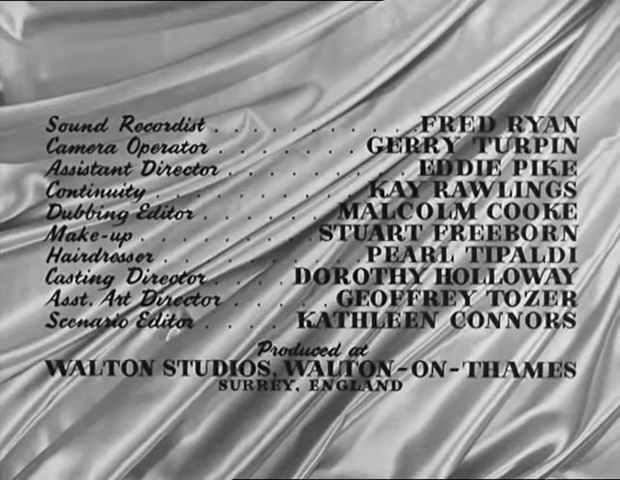 Sound Recordist . . . . . . . . . . FRED RYAN
Camera Operator . . . . . . . GERRY TURPIN
Assistant Director . . . . . . . . . EDDIE PIKE
Continuity . . . . . . . . . . KAY RAWLINGS
Dubbing Editor . . . . . . MALCOLM COOKE
Make-up . . . . . . . . STUART FREEBORN
Hairdresser . . . . . . . . . PEARL TIPALDI
Casting Director . . . . DOROTHY HOLLOWAY
Asst. Art Director . . . . . GEOFFREY TOZER
Scenario Editor . . . . KATHLEEN CONNORS
Produced at
WALTON STUDIOS, WALTON-ON-THAMES
SURREY, ENGLAND